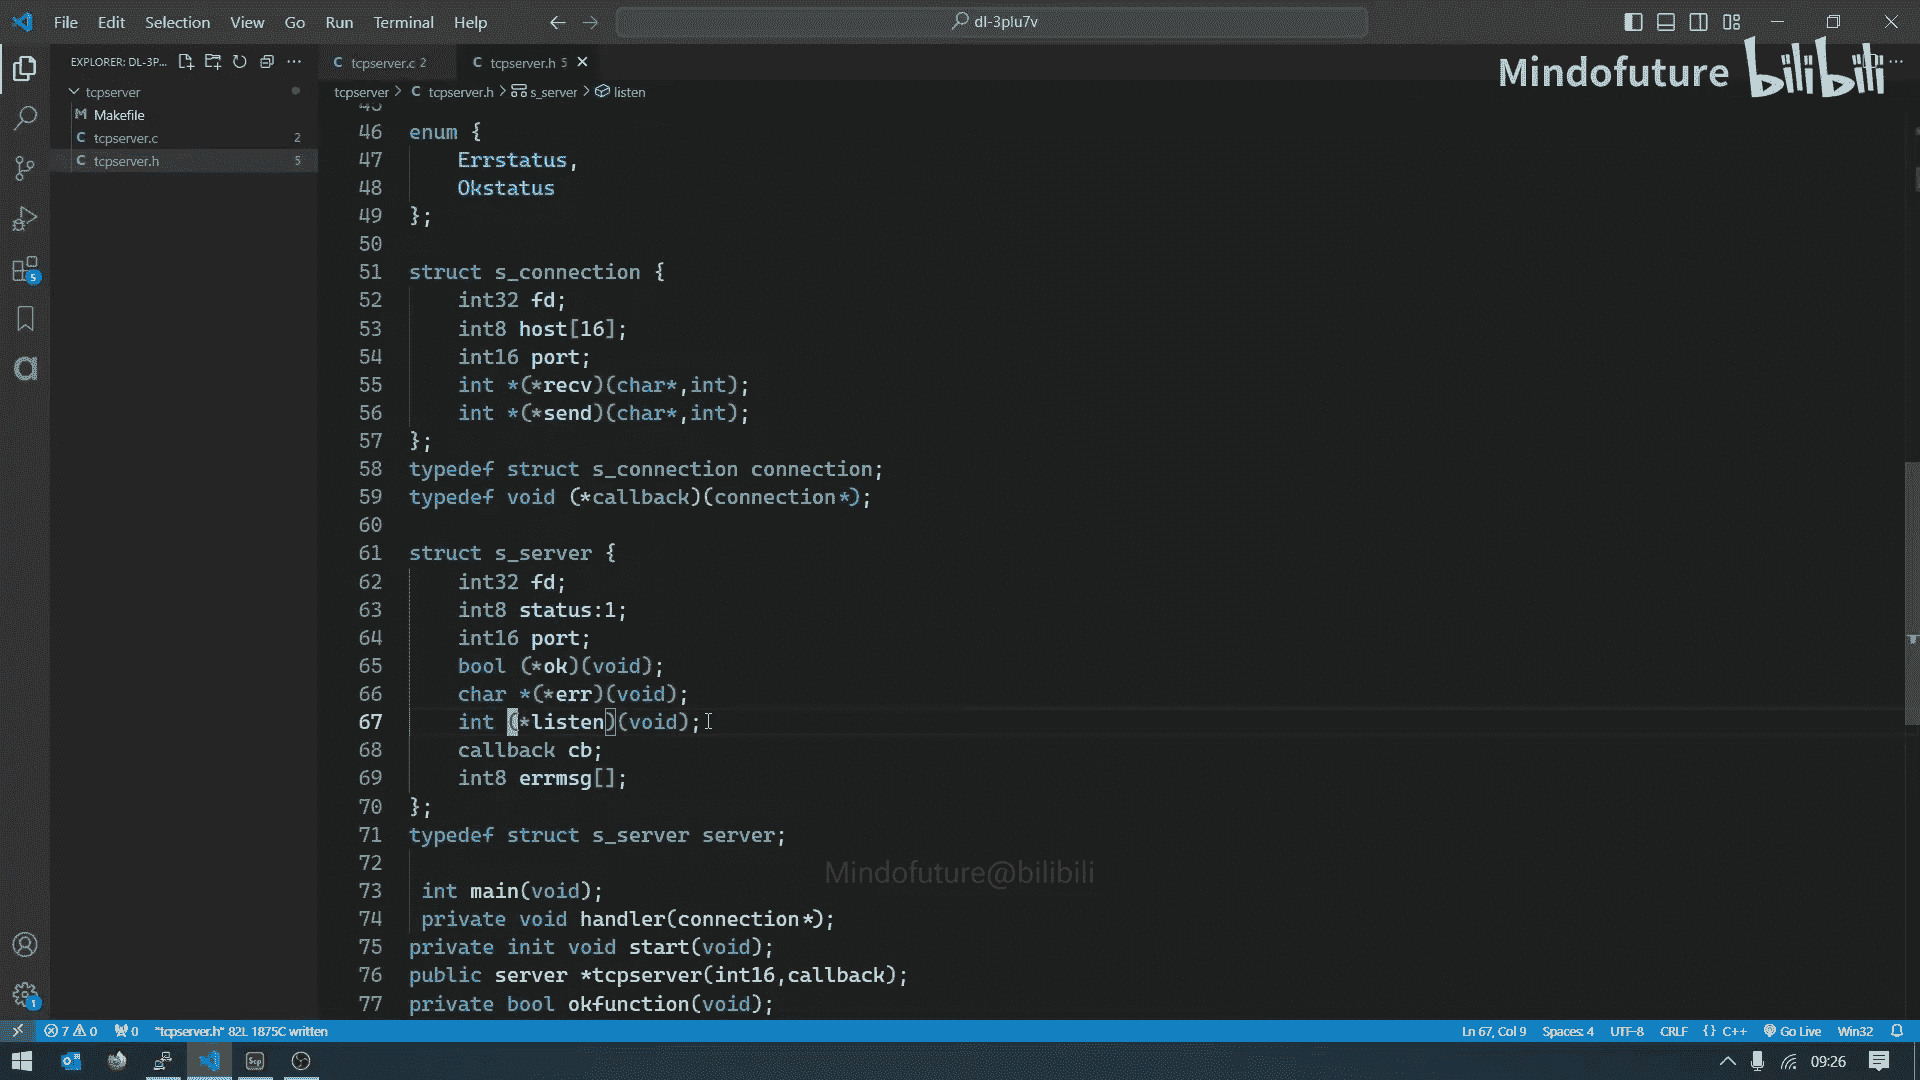 File Edit Selection View Go Run Terminal Help
dl-3plu7v
EXPLORER: DL-3P...
tcpserver.c 2
tcpserver.h 5
Mindofuture bilibili
tcpserver
Makefile
tcpserver.c 2
tcpserver.h 5
tcpserver > C tcpserver.h > s_server > listen
45
46 enum {
47 Errstatus,
48 Okstatus
49 };
50
51 struct s_connection {
52 int32 fd;
53 int8 host[16];
54 int16 port;
55 int *(*recv)(char*,int);
56 int *(*send)(char*,int);
57 };
58 typedef struct s_connection connection;
59 typedef void (*callback)(connection*);
60
61 struct s_server {
62 int32 fd;
63 int8 status:1;
64 int16 port;
65 bool (*ok)(void);
66 char *(*err)(void);
67 int (*listen)(void);
68 callback cb;
69 int8 errmsg[];
70 };
71 typedef struct s_server server;
72
Mindofuture@bilibili
73 int main(void);
74 private void handler(connection*);
75 private init void start(void);
76 public server *tcpserver(int16,callback);
77 private bool okfunction(void);
7 0 0 "tcpserver.h" 82L 1875C written
Ln 67, Col 9 Spaces: 4 UTF-8 CRLF {} C++ Go Live Win32
09:26